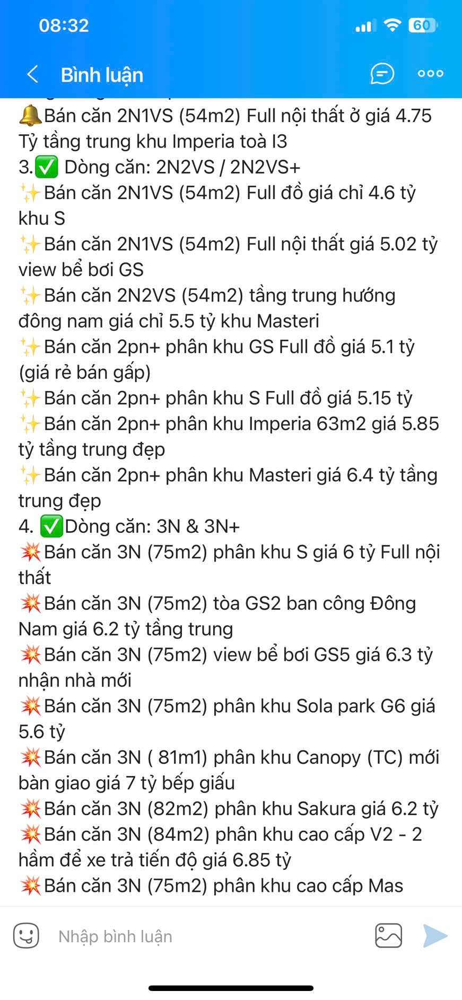 08:32
60
Bình luận
🔔Bán căn 2N1VS (54m2) Full nội thất ở giá 4.75
Tỷ tầng trung khu Imperia toà I3
3.✅ Dòng căn: 2N2VS / 2N2VS+
✨Bán căn 2N1VS (54m2) Full đồ giá chỉ 4.6 tỷ
khu S
✨Bán căn 2N1VS (54m2) Full nội thất giá 5.02 tỷ
view bể bơi GS
✨Bán căn 2N2VS (54m2) tầng trung hướng
đông nam giá chỉ 5.5 tỷ khu Masteri
✨Bán căn 2pn+ phân khu GS Full đồ giá 5.1 tỷ
(giá rẻ bán gấp)
✨Bán căn 2pn+ phân khu S Full đồ giá 5.15 tỷ
✨Bán căn 2pn+ phân khu Imperia 63m2 giá 5.85
tỷ tầng trung đẹp
✨Bán căn 2pn+ phân khu Masteri giá 6.4 tỷ tầng
trung đẹp
4. ✅Dòng căn: 3N & 3N+
💥Bán căn 3N (75m2) phân khu S giá 6 tỷ Full nội
thất
💥Bán căn 3N (75m2) tòa GS2 ban công Đông
Nam giá 6.2 tỷ tầng trung
💥Bán căn 3N (75m2) view bể bơi GS5 giá 6.3 tỷ
nhận nhà mới
💥Bán căn 3N (75m2) phân khu Sola park G6 giá
5.6 tỷ
💥Bán căn 3N ( 81m1) phân khu Canopy (TC) mới
bàn giao giá 7 tỷ bếp giấu
💥Bán căn 3N (82m2) phân khu Sakura giá 6.2 tỷ
💥Bán căn 3N (84m2) phân khu cao cấp V2 - 2
hầm để xe trả tiến độ giá 6.85 tỷ
💥Bán căn 3N (75m2) phân khu cao cấp Mas
Nhập bình luận